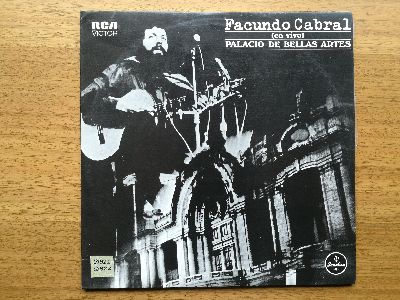 RCA
VICTOR
Facundo Cabral
(en vivo)
PALACIO DE BELLAS ARTES